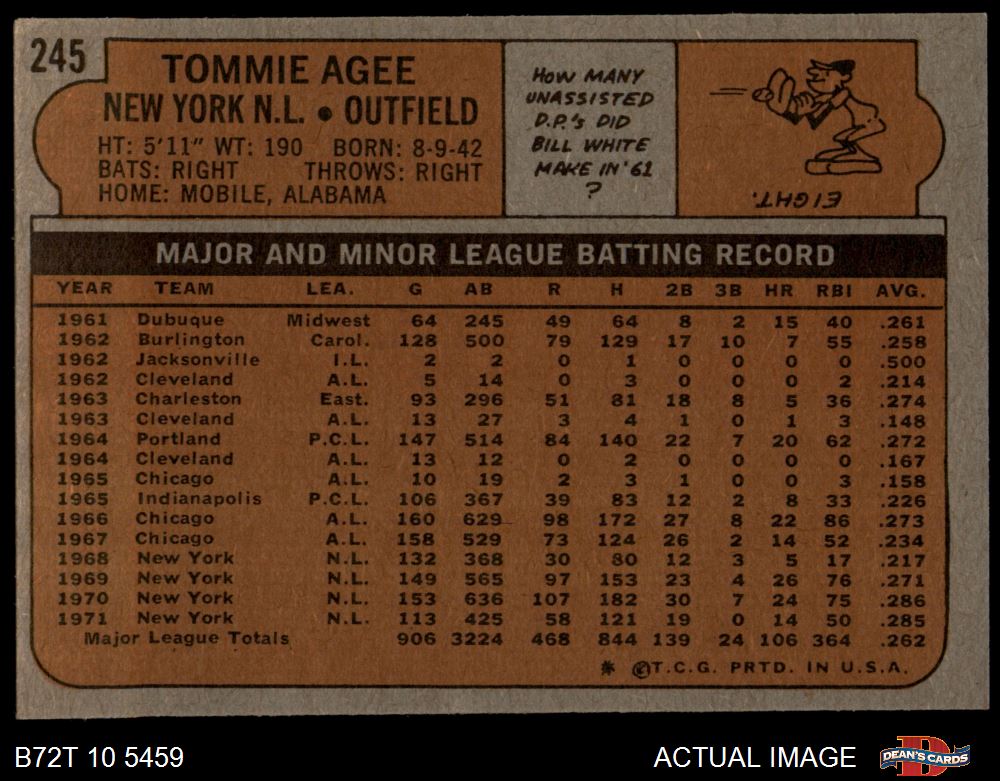 245
TOMMIE AGEE
NEW YORK N.L. • OUTFIELD
HT: 5'11" WT: 190 BORN: 8-9-42
BATS: RIGHT THROWS: RIGHT
HOME: MOBILE, ALABAMA
HOW MANY
UNASSISTED
D.P.'s DID
BILL WHITE
MAKE IN '61
?
EIGHT.
MAJOR AND MINOR LEAGUE BATTING RECORD
YEAR TEAM LEA. G AB R H 2B 3B HR RBI AVG.
1961 Dubuque Midwest 64 245 49 64 8 2 15 40 .261
1962 Burlington Carol. 128 500 79 129 17 10 7 55 .258
1962 Jacksonville I.L. 2 2 0 1 0 0 0 0 .500
1962 Cleveland A.L. 5 14 0 3 0 0 0 2 .214
1963 Charleston East. 93 296 51 81 18 8 5 36 .274
1963 Cleveland A.L. 13 27 3 4 1 0 1 3 .148
1964 Portland P.C.L. 147 514 84 140 22 7 20 62 .272
1964 Cleveland A.L. 13 12 0 2 0 0 0 0 .167
1965 Chicago A.L. 10 19 2 3 1 0 0 3 .158
1965 Indianapolis P.C.L. 106 367 39 83 12 2 8 33 .226
1966 Chicago A.L. 160 629 98 172 27 8 22 86 .273
1967 Chicago A.L. 158 529 73 124 26 2 14 52 .234
1968 New York N.L. 132 368 30 80 12 3 5 17 .217
1969 New York N.L. 149 565 97 153 23 4 26 76 .271
1970 New York N.L. 153 636 107 182 30 7 24 75 .286
1971 New York N.L. 113 425 58 121 19 0 14 50 .285
Major League Totals 906 3224 468 844 139 24 106 364 .262
* ©T.C.G. PRTD. IN U.S.A.
B72T 10 5459
ACTUAL IMAGE
DEAN'S CARDS